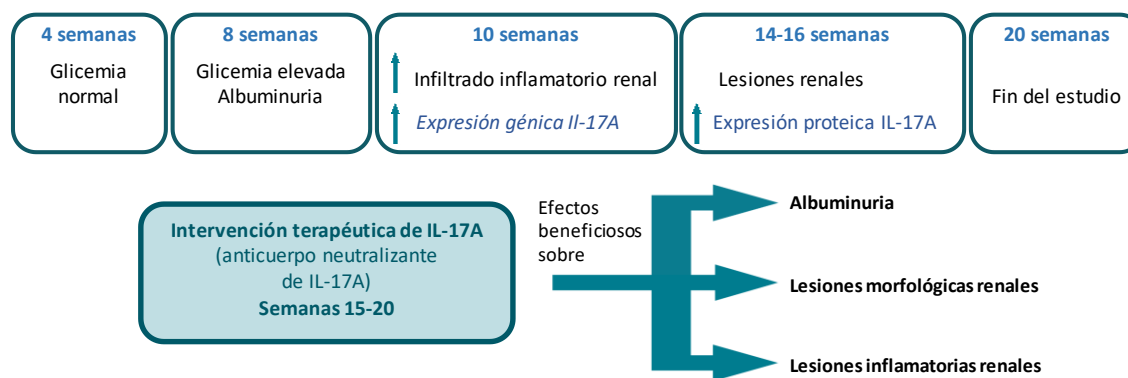 4 semanas
Glicemia
normal
8 semanas
Glicemia elevada
Albuminuria
10 semanas
Infiltrado inflamatorio renal
Expresión génica Il-17A
14-16 semanas
Lesiones renales
Expresión proteica IL-17A
20 semanas
Fin del estudio
Intervención terapéutica de IL-17A
(anticuerpo neutralizante
de IL-17A)
Semanas 15-20
Efectos
beneficiosos
sobre
Albuminuria
Lesiones morfológicas renales
Lesiones inflamatorias renales